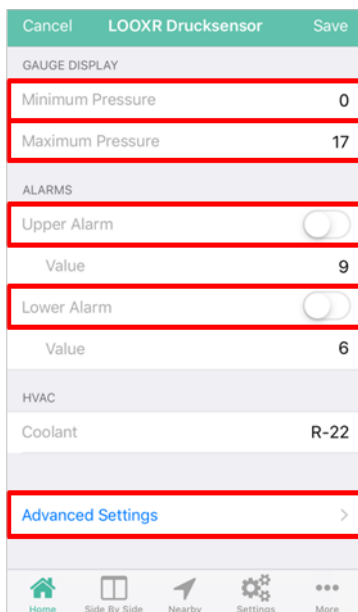 Cancel LOOXR Drucksensor Save
GAUGE DISPLAY
Minimum Pressure 0
Maximum Pressure 17
ALARMS
Upper Alarm
Value 9
Lower Alarm
Value 6
HVAC
Coolant R-22
Advanced Settings
Home Side By Side Nearby Settings More